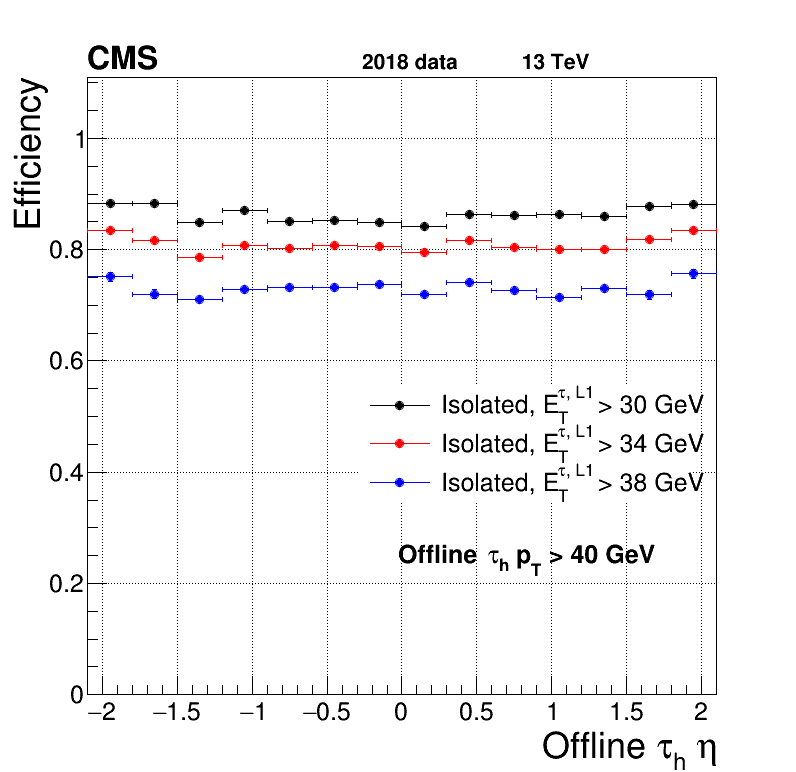 CMS 2018 data 13 TeV
Efficiency
1
0.8
0.6
0.4
0.2
0
Isolated, E_T^{τ, L1} > 30 GeV
Isolated, E_T^{τ, L1} > 34 GeV
Isolated, E_T^{τ, L1} > 38 GeV
Offline τ_h p_T > 40 GeV
−2 −1.5 −1 −0.5 0 0.5 1 1.5 2
Offline τ_h η